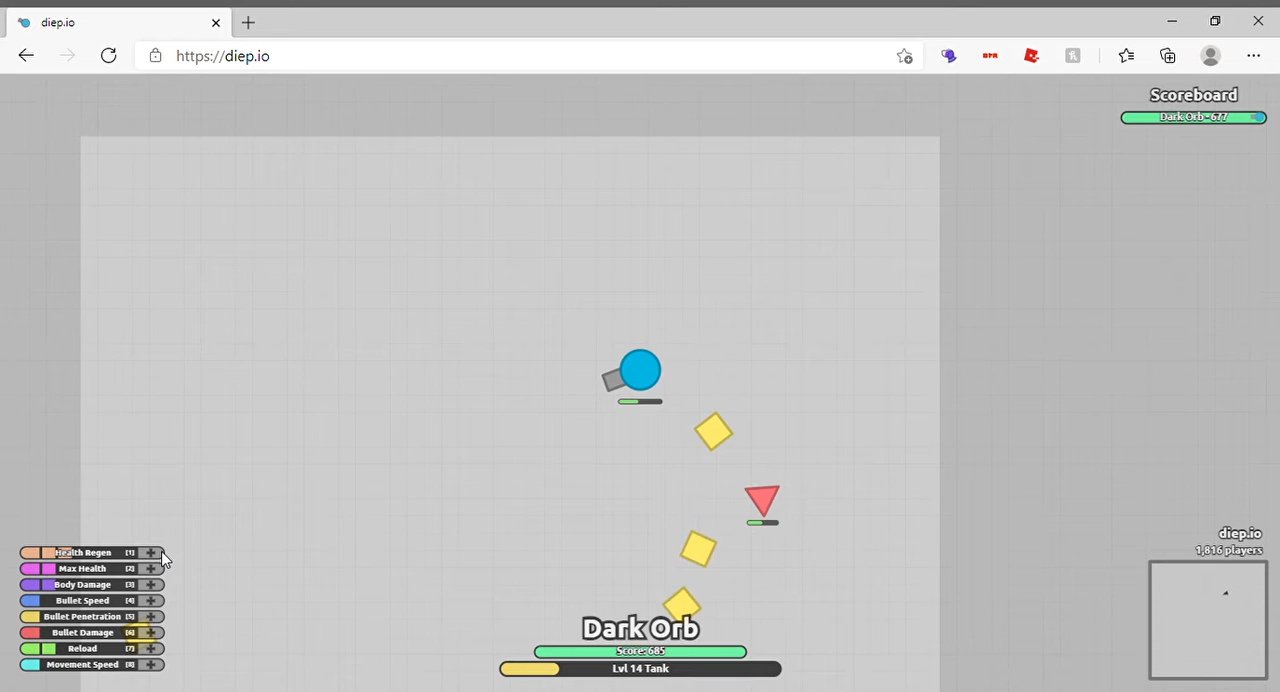 diep.io
https://diep.io
Scoreboard
Dark Orb - 677
Health Regen [1]
Max Health [2]
Body Damage [3]
Bullet Speed [4]
Bullet Penetration [5]
Bullet Damage [6]
Reload [7]
Movement Speed [8]
Dark Orb
Score: 685
Lvl 14 Tank
diep.io
1,816 players